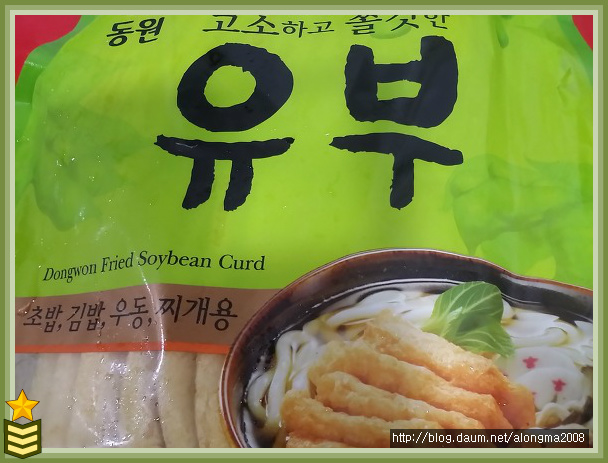 동원 고소하고 쫄깃한
유부
Dongwon Fried Soybean Curd
초밥, 김밥, 우동, 찌개용
http://blog.daum.net/alongma2008